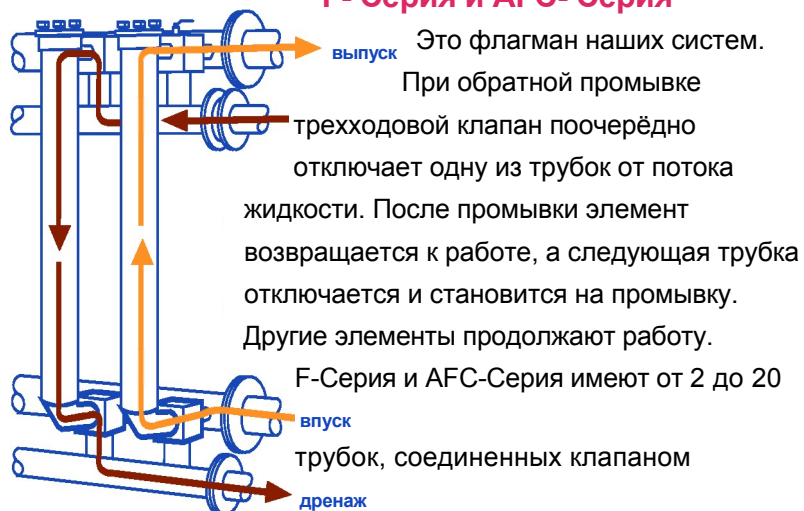 F- Серия и AFC- Серия
выпуск
Это флагман наших систем.
При обратной промывке
трехходовой клапан поочерёдно
отключает одну из трубок от потока
жидкости. После промывки элемент
возвращается к работе, а следующая трубка
отключается и становится на промывку.
Другие элементы продолжают работу.
F-Серия и AFC-Серия имеют от 2 до 20
впуск
трубок, соединенных клапаном
дренаж